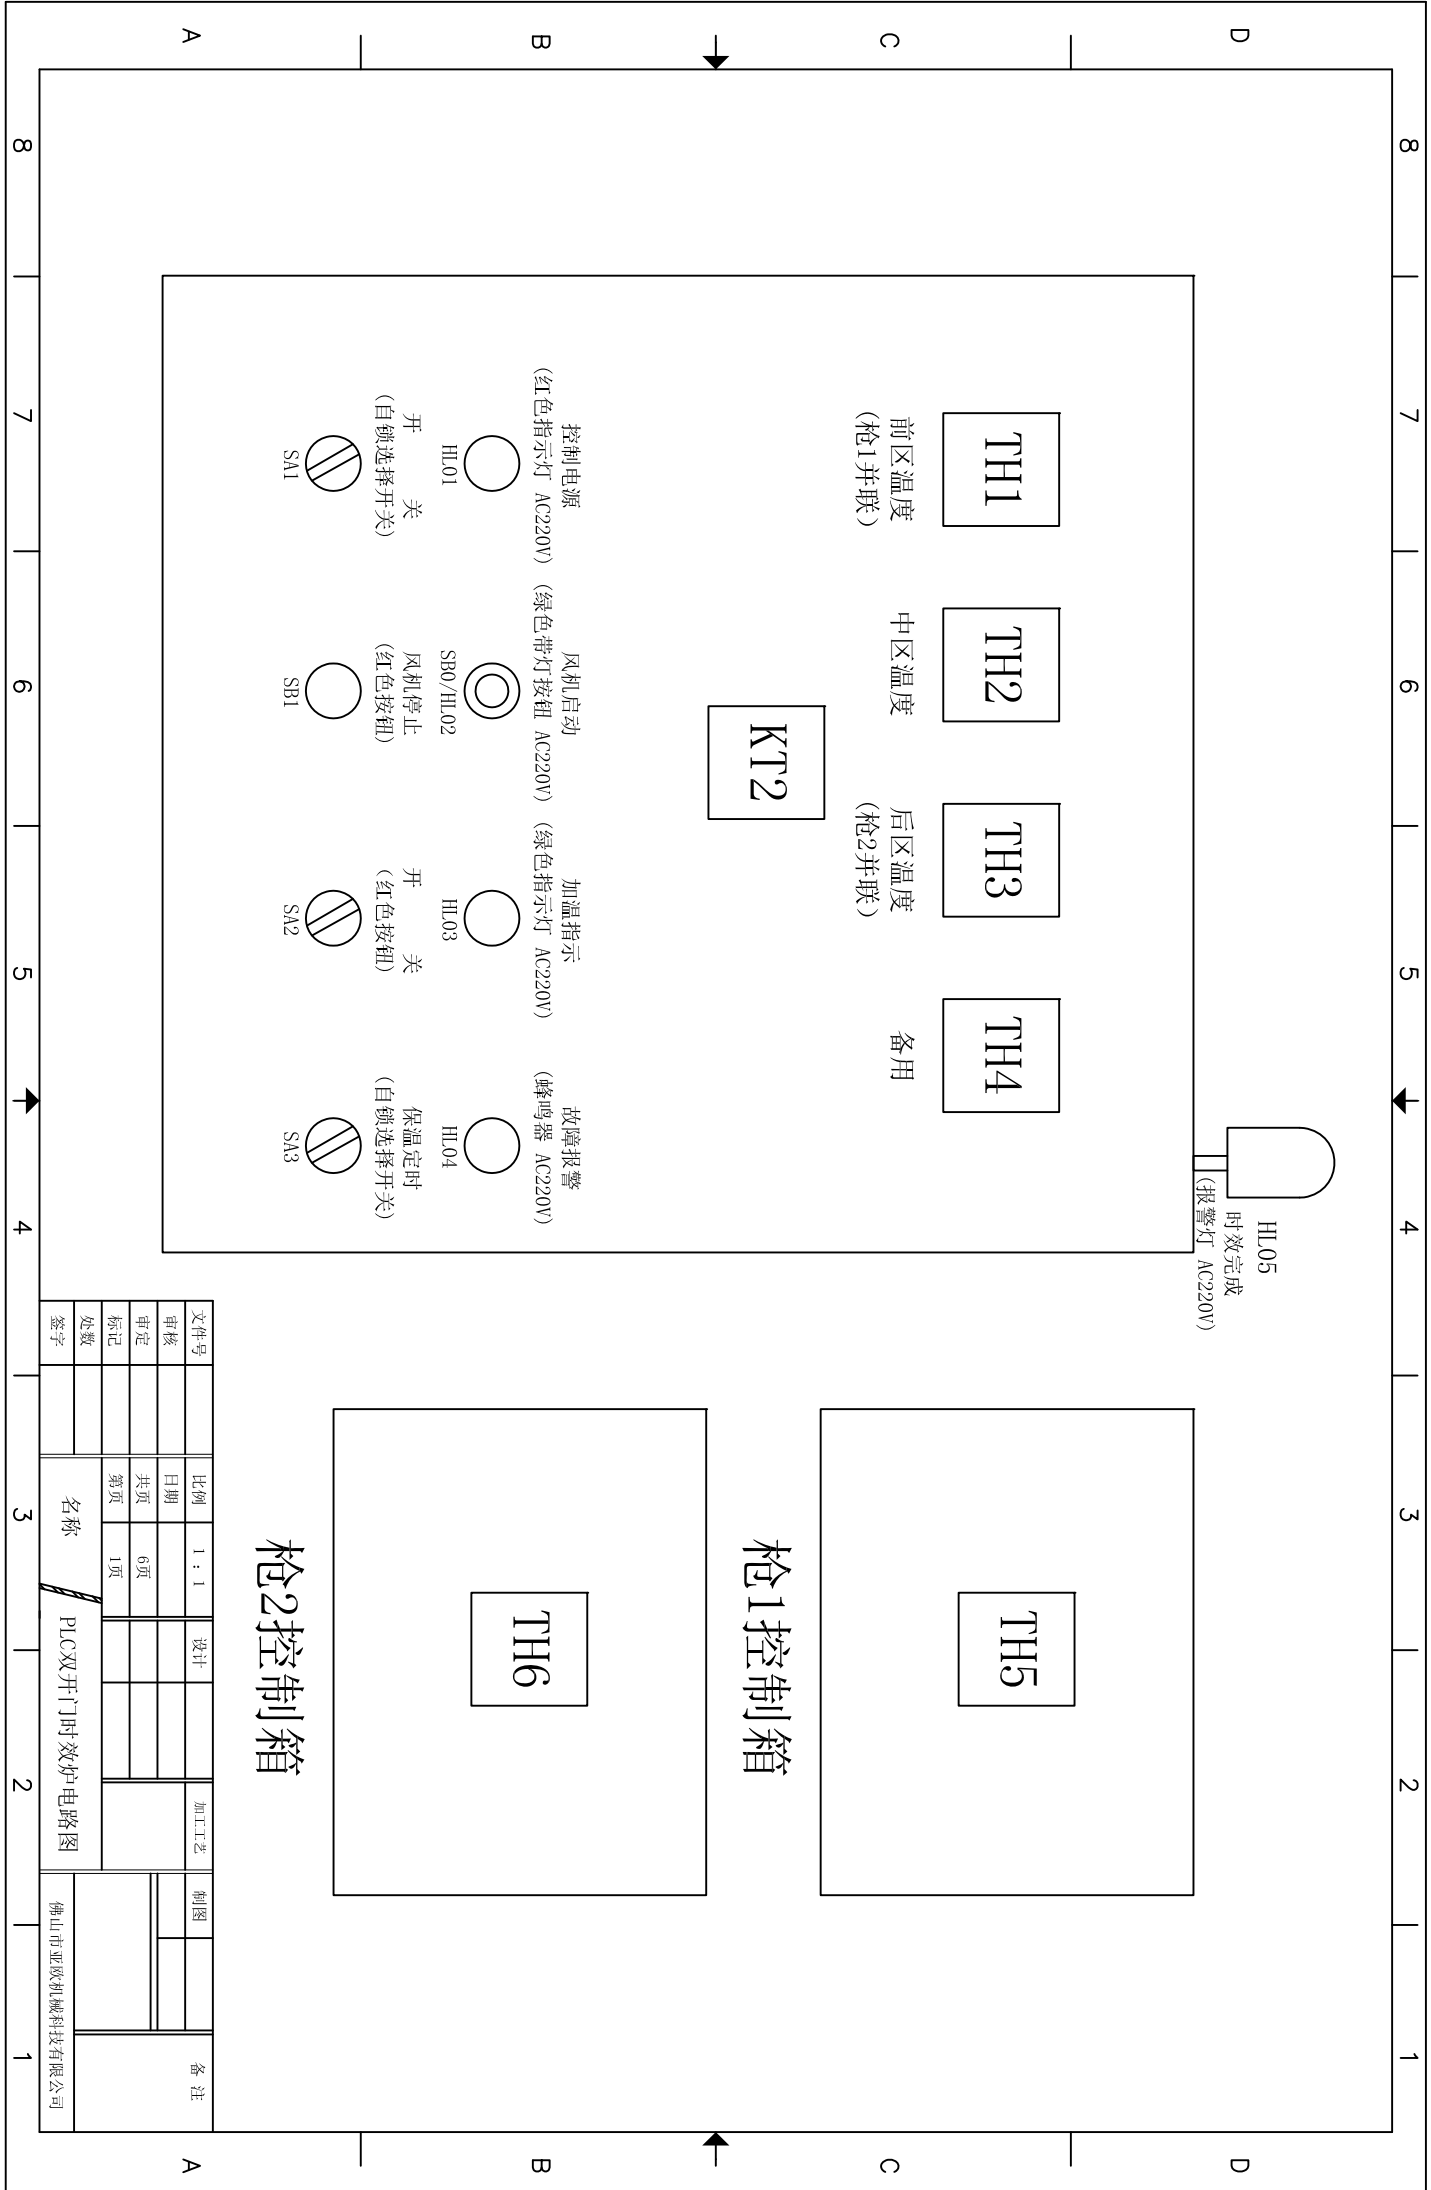 8 7 6 5 4 3 2 1
D
D
HL05
时效完成
(报警灯 AC220V)
TH1
TH2
TH3
TH4
前区温度
(枪1并联)
中区温度
后区温度
(枪2并联)
备用
KT2
控制电源
(红色指示灯 AC220V)
HL01
风机启动
(绿色带灯按钮 AC220V)
SB0/HL02
加温指示
(绿色指示灯 AC220V)
HL03
故障报警
(蜂鸣器 AC220V)
HL04
开 关
(自锁选择开关)
SA1
风机停止
(红色按钮)
SB1
开 关
(红色按钮)
SA2
保温定时
(自锁选择开关)
SA3
TH5
枪1控制箱
TH6
枪2控制箱
C
C
B
B
A
A
文件号 比例 1：1 设计 加工工艺 制图 备 注
审核 日期
审定 共页 6页
标记 第页 1页
处数
签字
名称 PLC双开门时效炉电路图
佛山市亚欧机械科技有限公司
8 7 6 5 4 3 2 1